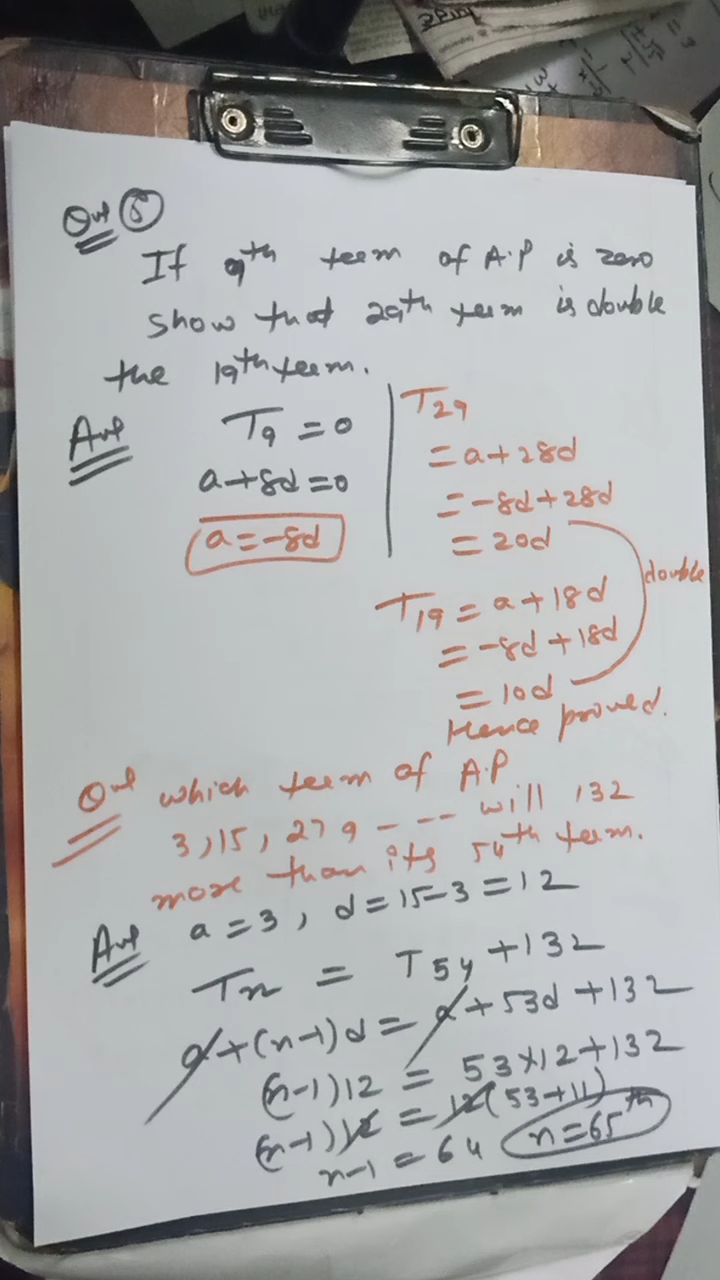 Que ⑤
If 9th term of A.P is zero
show that 29th term is double
the 19th term.
Ans T9 = 0
a+8d=0
a=-8d
T29
= a+28d
= -8d+28d
= 20d
double
T19 = a+18d
= -8d+18d
= 10d
Hence proved.
Que which term of A.P
3,15,27 9 ---- will 132
more than its 54th term.
Ans a=3, d=15-3=12
Tn = T54+132
a+(n-1)d = a+53d+132
(n-1)12 = 53×12+132
(n-1)12 = 12(53+11)
n-1 = 64 n=65th